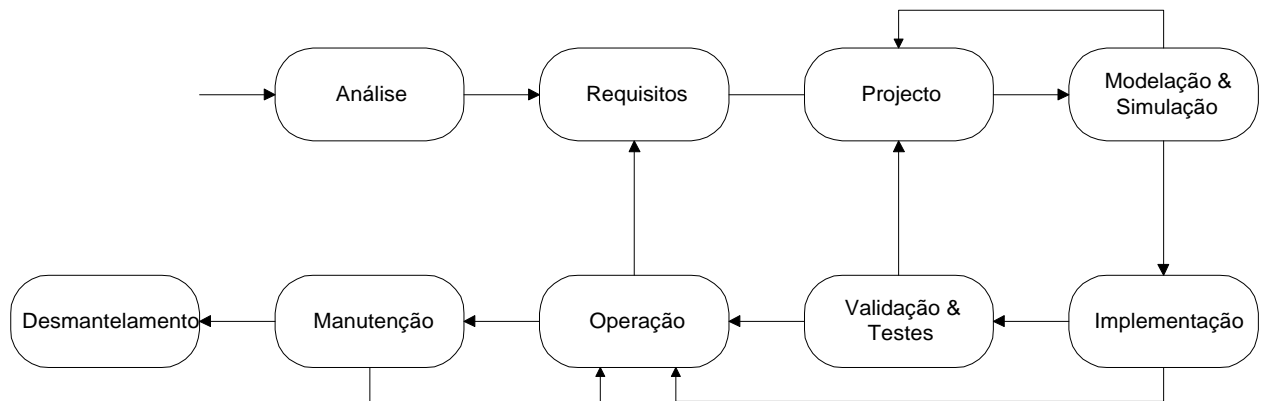 Análise
Requisitos
Projecto
Modelação &
Simulação
Desmantelamento
Manutenção
Operação
Validação &
Testes
Implementação